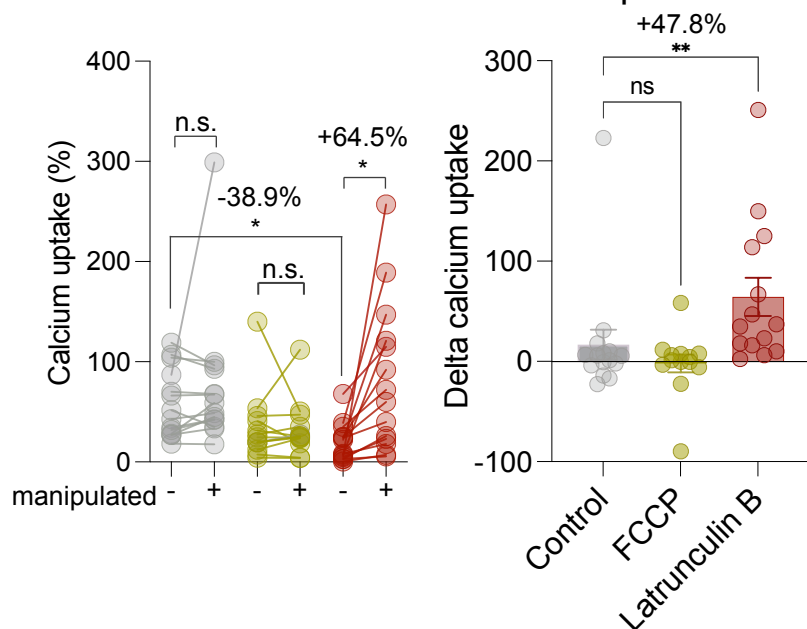 400
300
200
100
0
Calcium uptake (%)
n.s.
-38.9%
*
n.s.
+64.5%
*
manipulated - + - + - +
+47.8%
**
ns
300
200
100
0
-100
Delta calcium uptake
Control
FCCP
Latrunculin B